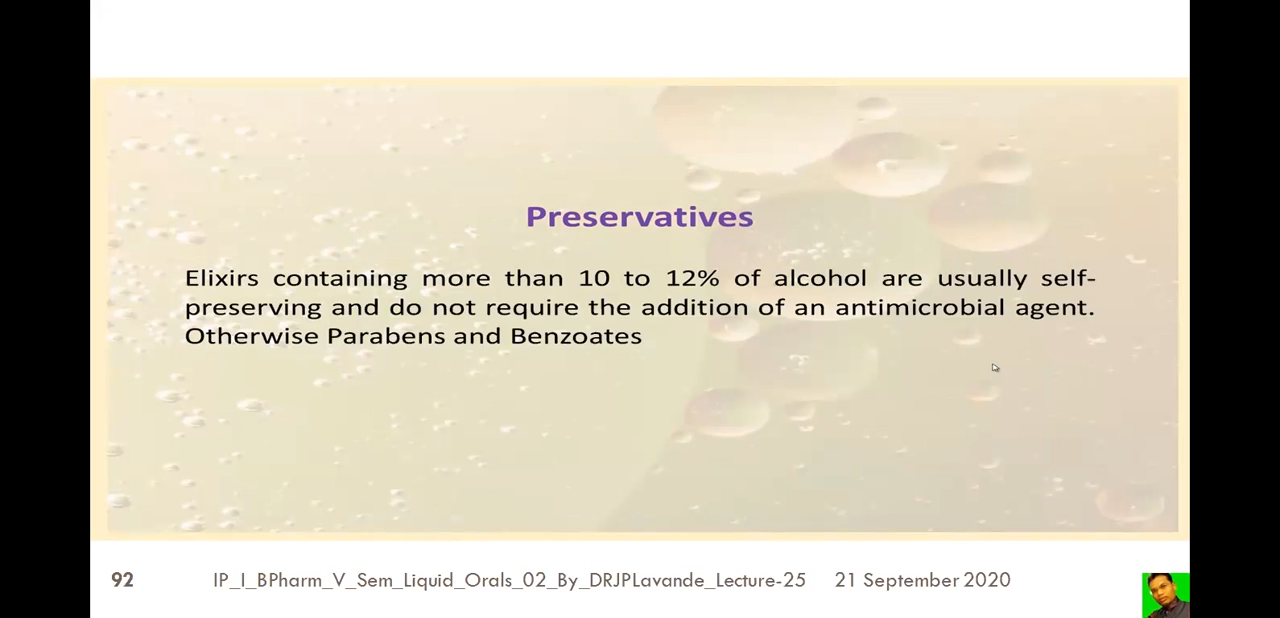 Preservatives
Elixirs containing more than 10 to 12% of alcohol are usually self-
preserving and do not require the addition of an antimicrobial agent.
Otherwise Parabens and Benzoates
92 IP_I_BPharm_V_Sem_Liquid_Orals_02_By_DRJPLavande_Lecture-25 21 September 2020